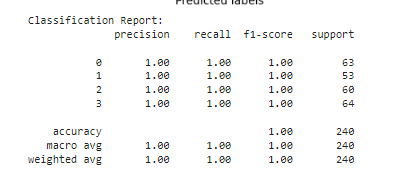 Predicted labels
Classification Report:
precision recall f1-score support
0 1.00 1.00 1.00 63
1 1.00 1.00 1.00 53
2 1.00 1.00 1.00 60
3 1.00 1.00 1.00 64
accuracy 1.00 240
macro avg 1.00 1.00 1.00 240
weighted avg 1.00 1.00 1.00 240